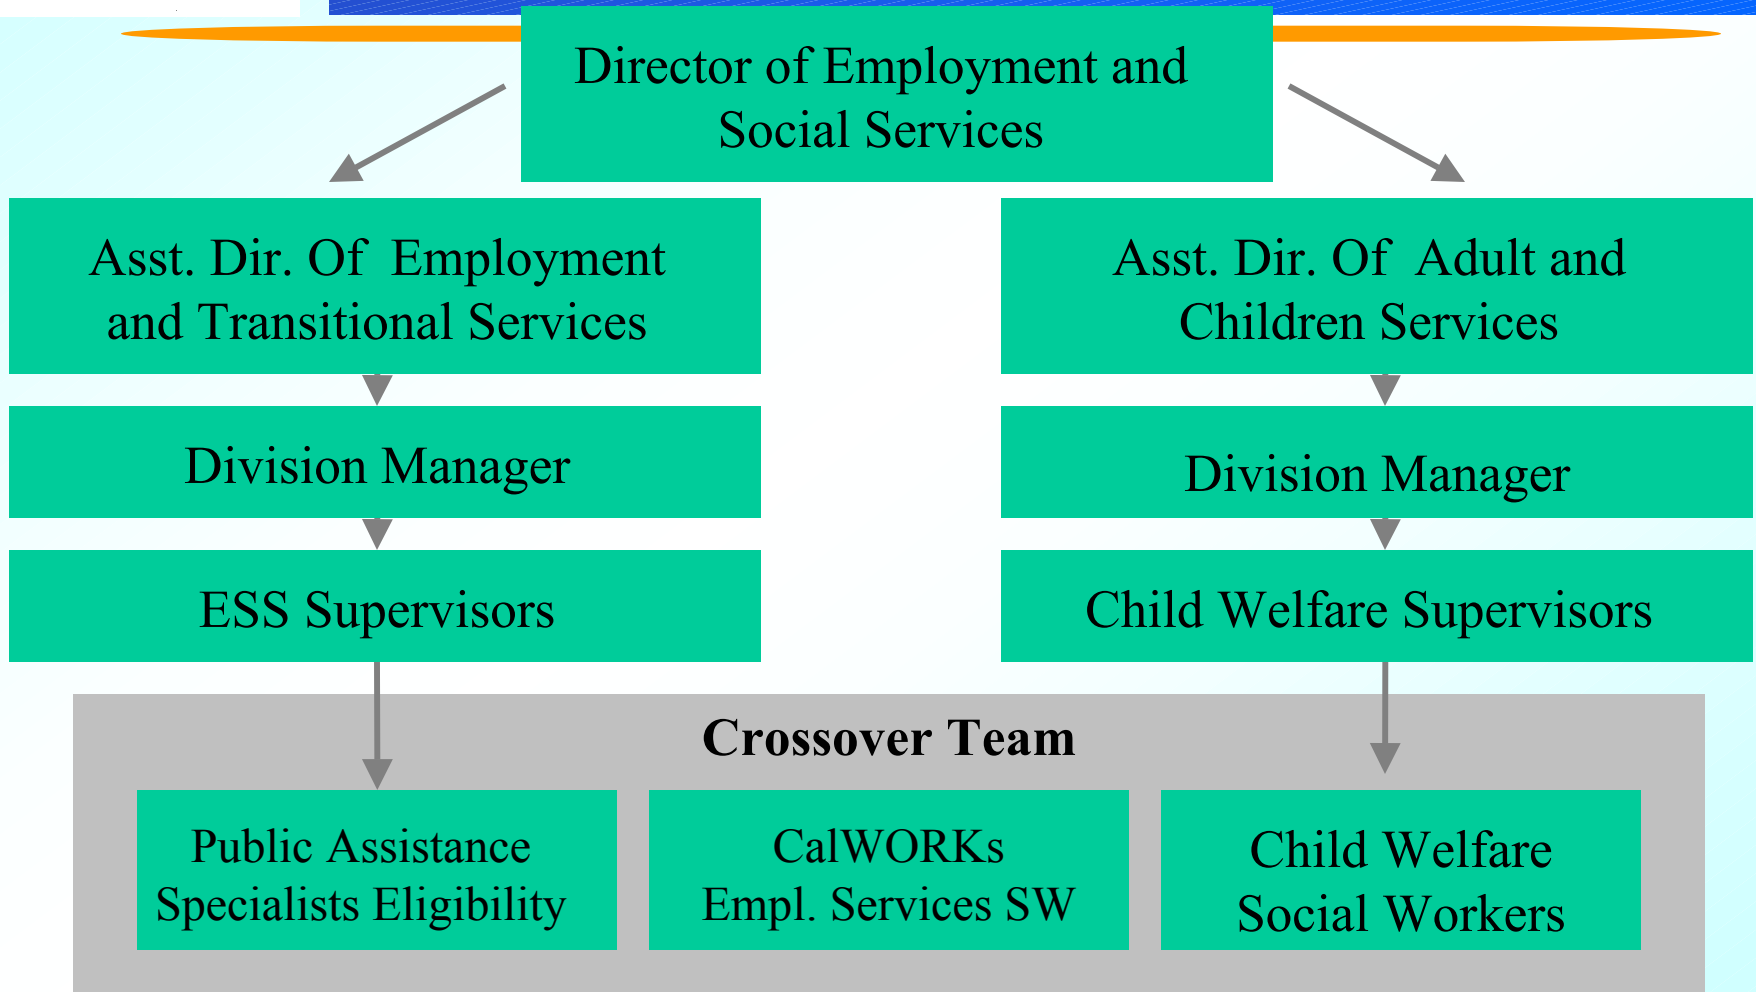 Director of Employment and
Social Services
Asst. Dir. Of Employment
and Transitional Services
Asst. Dir. Of Adult and
Children Services
Division Manager
Division Manager
ESS Supervisors
Child Welfare Supervisors
Crossover Team
Public Assistance
Specialists Eligibility
CalWORKs
Empl. Services SW
Child Welfare
Social Workers